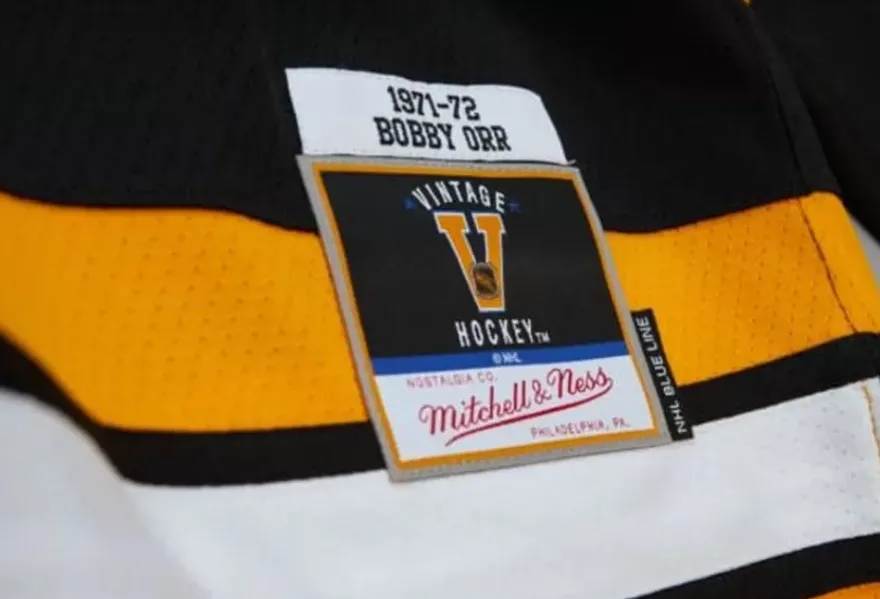 1971-72
BOBBY ORR
VINTAGE
V
HOCKEY™
© NHL
NOSTALGIA CO.
Mitchell & Ness
PHILADELPHIA, PA.
NHL BLUE LINE